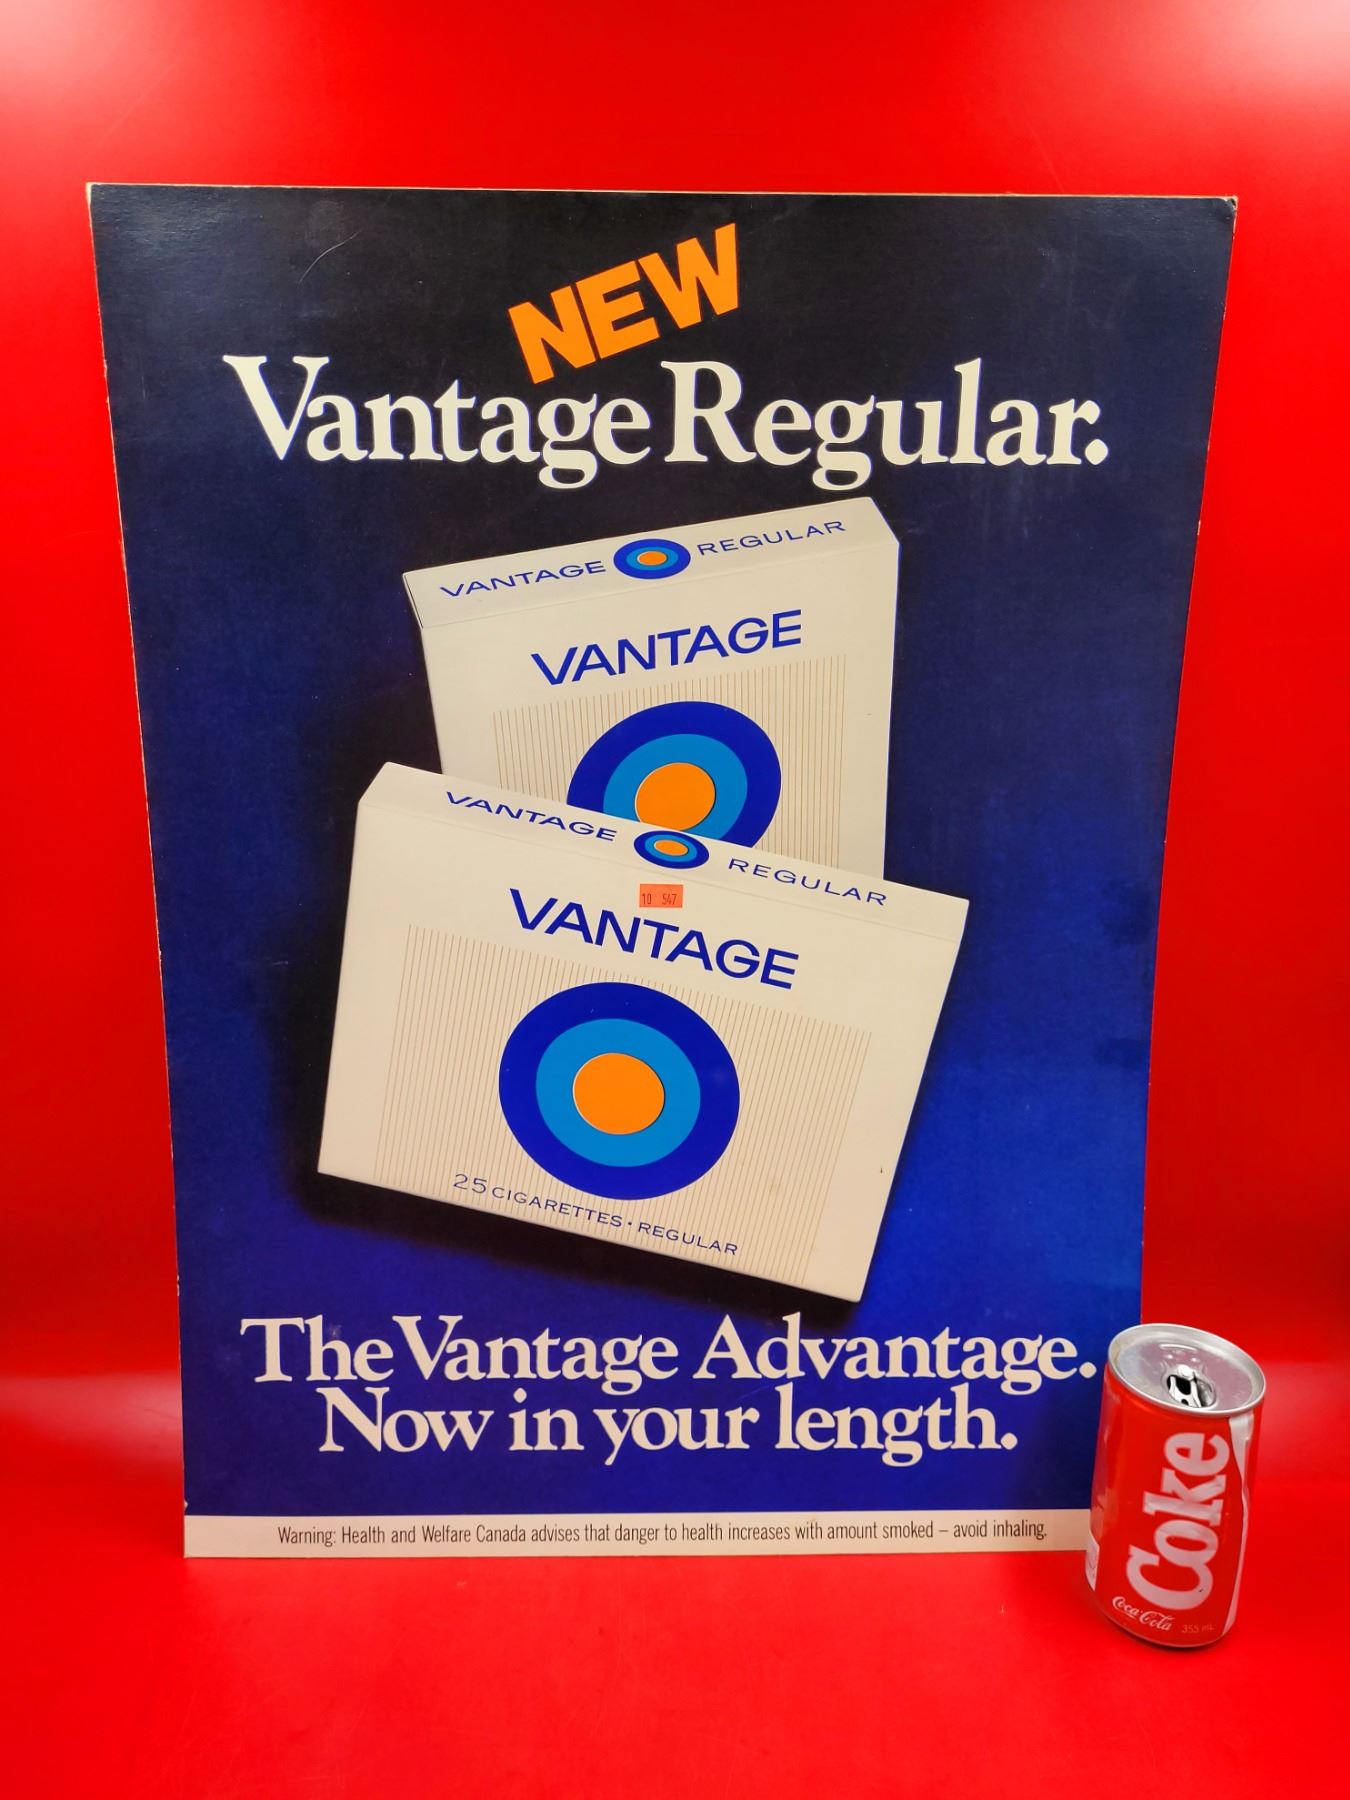 NEW
Vantage Regular.
VANTAGE REGULAR
VANTAGE
VANTAGE REGULAR
10 547
VANTAGE
25 CIGARETTES • REGULAR
The Vantage Advantage.
Now in your length.
Warning: Health and Welfare Canada advises that danger to health increases with amount smoked – avoid inhaling.
Coke
Coca-Cola 355 mL